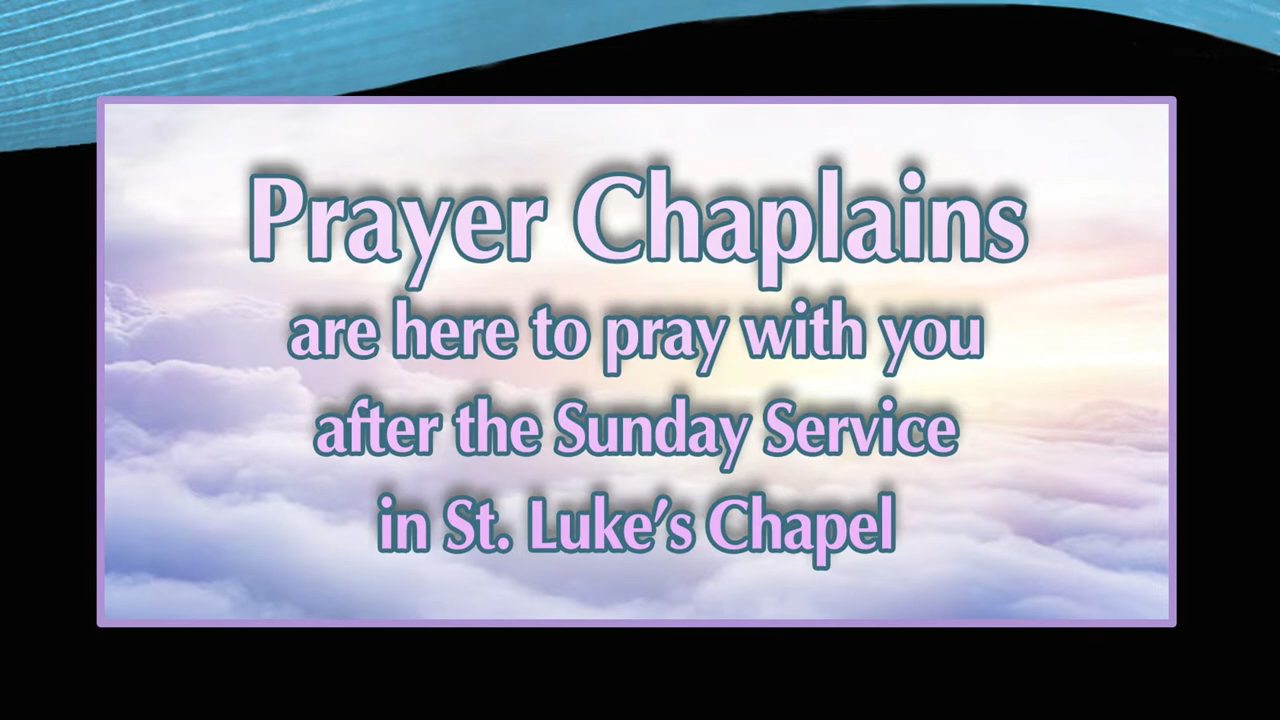 Prayer Chaplains
are here to pray with you
after the Sunday Service
in St. Luke’s Chapel